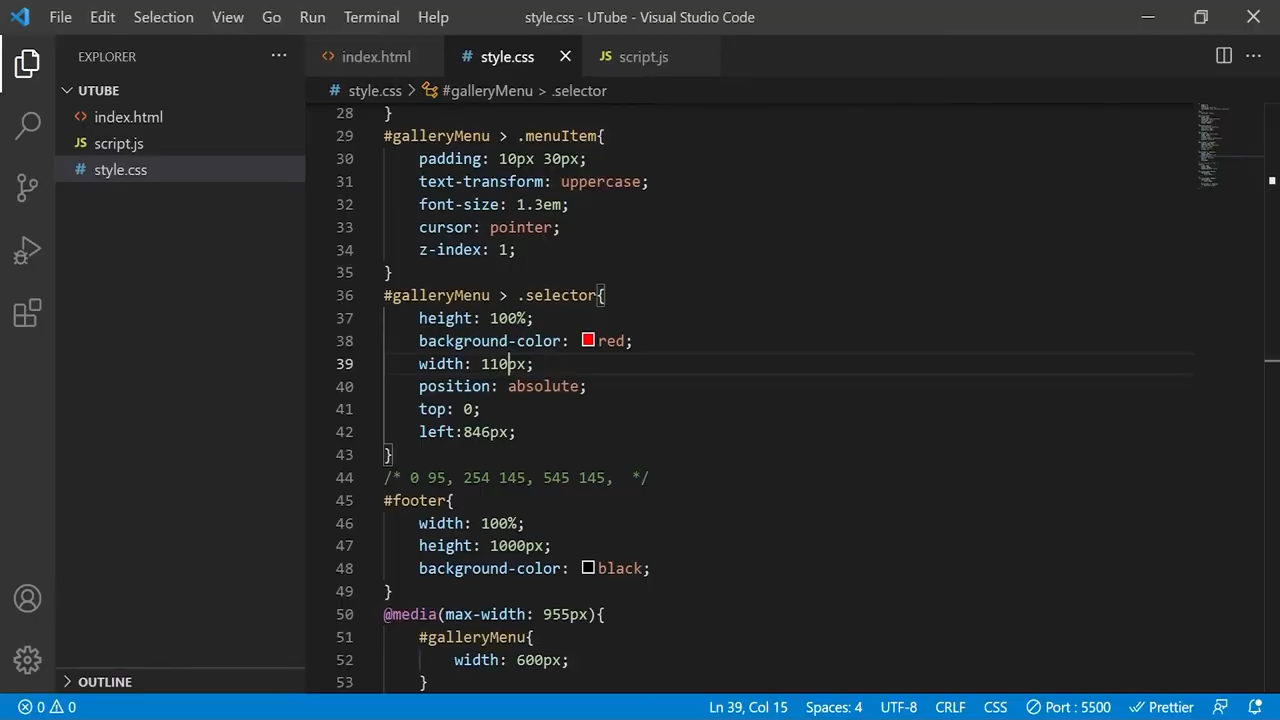 File Edit Selection View Go Run Terminal Help style.css - UTube - Visual Studio Code
EXPLORER ···
<> index.html # style.css × JS script.js ···
UTUBE
<> index.html
JS script.js
# style.css
OUTLINE
# style.css > #galleryMenu > .selector
28 }
29 #galleryMenu > .menuItem{
30 padding: 10px 30px;
31 text-transform: uppercase;
32 font-size: 1.3em;
33 cursor: pointer;
34 z-index: 1;
35 }
36 #galleryMenu > .selector{
37 height: 100%;
38 background-color: red;
39 width: 110px;
40 position: absolute;
41 top: 0;
42 left:846px;
43 }
44 /* 0 95, 254 145, 545 145,  */
45 #footer{
46 width: 100%;
47 height: 1000px;
48 background-color: black;
49 }
50 @media(max-width: 955px){
51 #galleryMenu{
52 width: 600px;
53 }
0 0 Ln 39, Col 15 Spaces: 4 UTF-8 CRLF CSS Port : 5500 Prettier